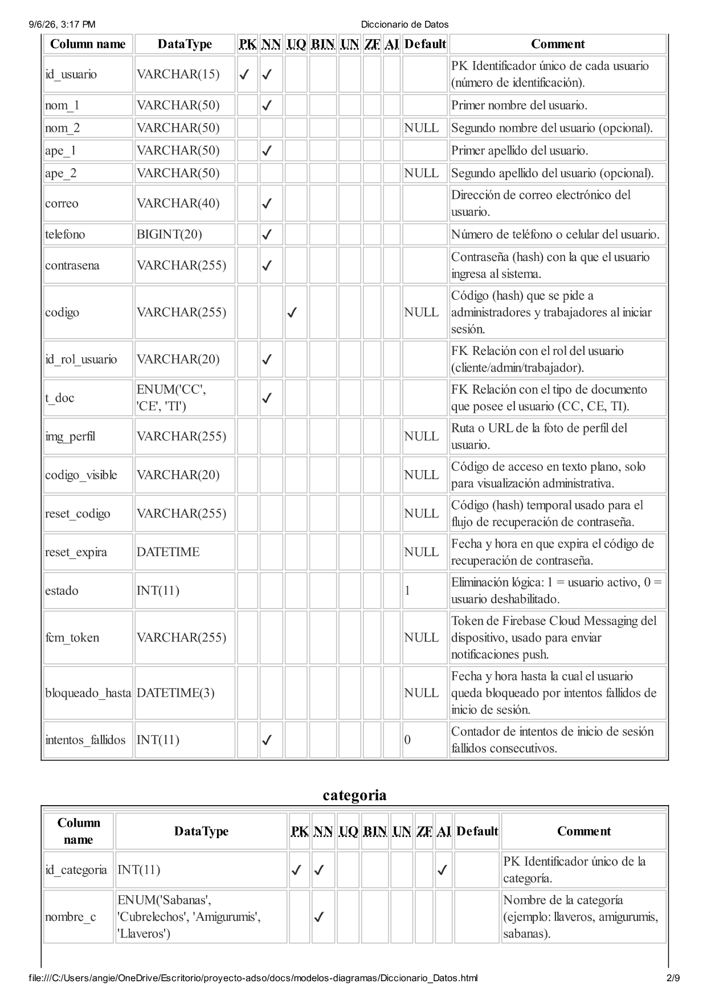 9/6/26, 3:17 PM Diccionario de Datos
Column name DataType PK NN UQ BIN UN ZF AI Default Comment
id_usuario VARCHAR(15) ✓ ✓ PK Identificador único de cada usuario
(número de identificación).
nom_1 VARCHAR(50) ✓ Primer nombre del usuario.
nom_2 VARCHAR(50) NULL Segundo nombre del usuario (opcional).
ape_1 VARCHAR(50) ✓ Primer apellido del usuario.
ape_2 VARCHAR(50) NULL Segundo apellido del usuario (opcional).
correo VARCHAR(40) ✓ Dirección de correo electrónico del
usuario.
telefono BIGINT(20) ✓ Número de teléfono o celular del usuario.
contrasena VARCHAR(255) ✓ Contraseña (hash) con la que el usuario
ingresa al sistema.
codigo VARCHAR(255) ✓ NULL Código (hash) que se pide a
administradores y trabajadores al iniciar
sesión.
id_rol_usuario VARCHAR(20) ✓ FK Relación con el rol del usuario
(cliente/admin/trabajador).
t_doc ENUM('CC',
'CE', 'TI') ✓ FK Relación con el tipo de documento
que posee el usuario (CC, CE, TI).
img_perfil VARCHAR(255) NULL Ruta o URL de la foto de perfil del
usuario.
codigo_visible VARCHAR(20) NULL Código de acceso en texto plano, solo
para visualización administrativa.
reset_codigo VARCHAR(255) NULL Código (hash) temporal usado para el
flujo de recuperación de contraseña.
reset_expira DATETIME NULL Fecha y hora en que expira el código de
recuperación de contraseña.
estado INT(11) 1 Eliminación lógica: 1 = usuario activo, 0 =
usuario deshabilitado.
fcm_token VARCHAR(255) NULL Token de Firebase Cloud Messaging del
dispositivo, usado para enviar
notificaciones push.
bloqueado_hasta DATETIME(3) NULL Fecha y hora hasta la cual el usuario
queda bloqueado por intentos fallidos de
inicio de sesión.
intentos_fallidos INT(11) ✓ 0 Contador de intentos de inicio de sesión
fallidos consecutivos.
categoria
Column
name DataType PK NN UQ BIN UN ZF AI Default Comment
id_categoria INT(11) ✓ ✓ ✓ PK Identificador único de la
categoría.
nombre_c ENUM('Sabanas',
'Cubrelechos', 'Amigurumis',
'Llaveros') ✓ Nombre de la categoría
(ejemplo: llaveros, amigurumis,
sabanas).
file:///C:/Users/angie/OneDrive/Escritorio/proyecto-adso/docs/modelos-diagramas/Diccionario_Datos.html 2/9